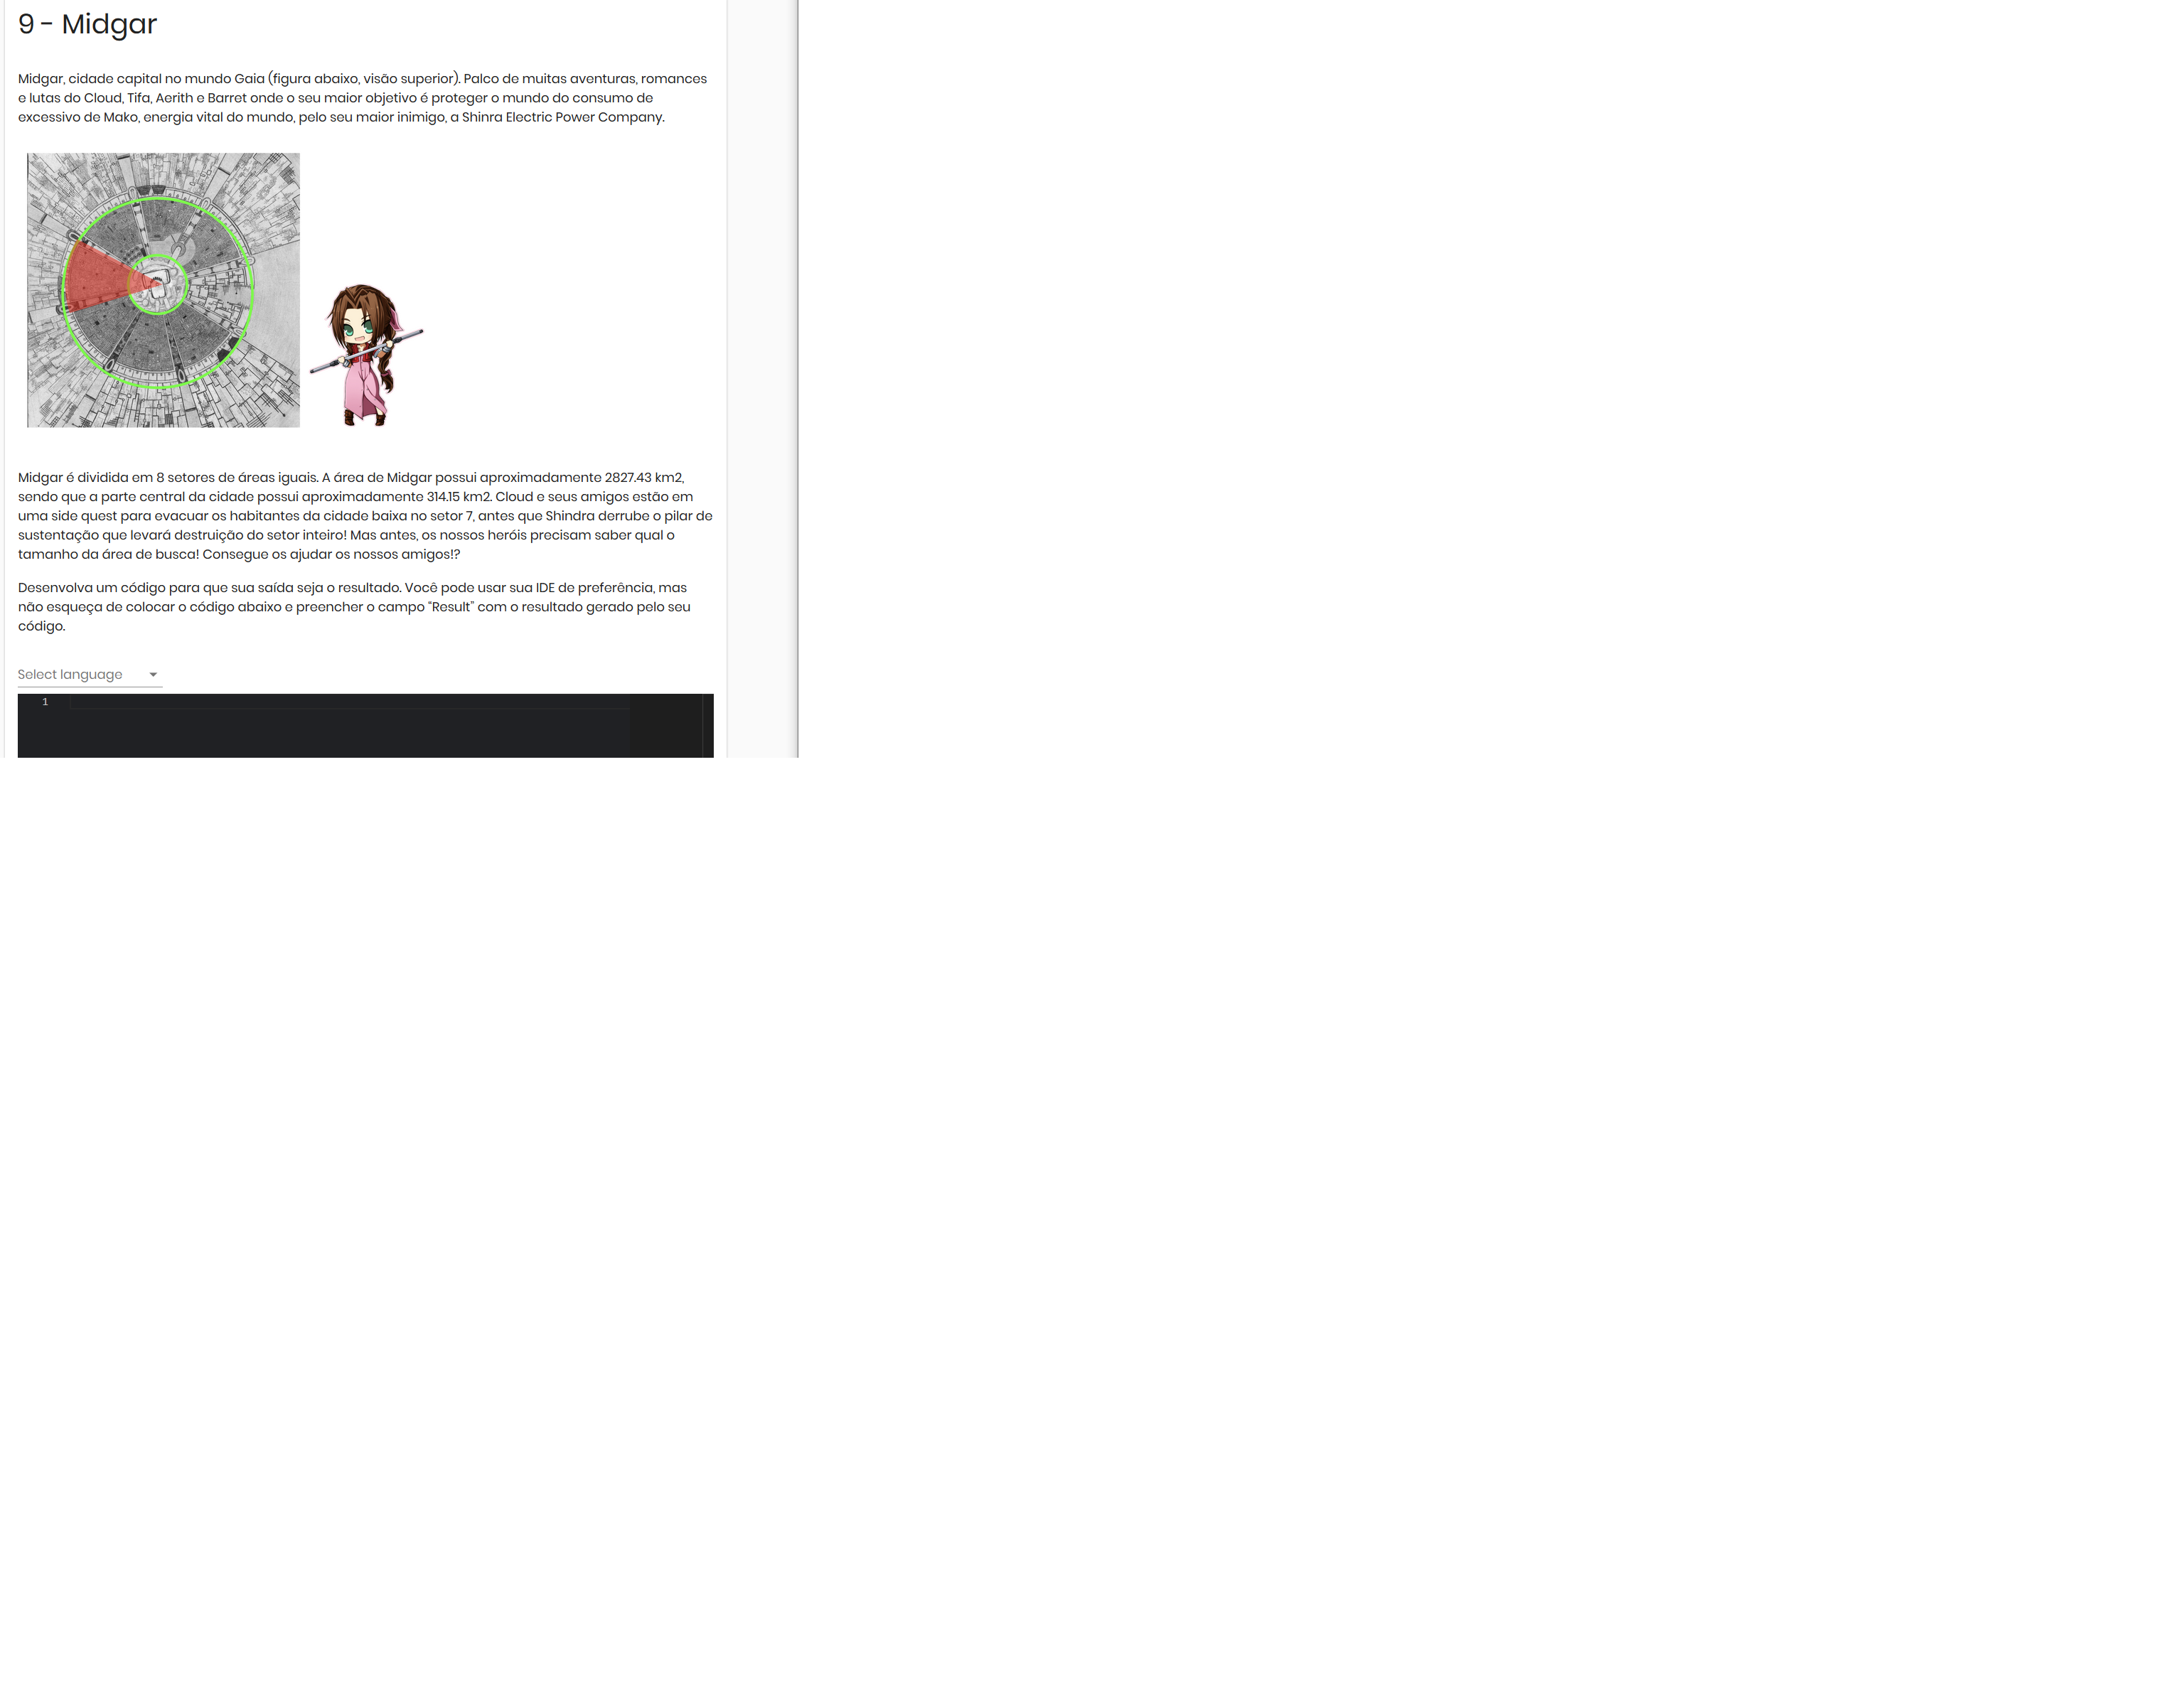 9 - Midgar
Midgar, cidade capital no mundo Gaia (figura abaixo, visão superior). Palco de muitas aventuras, romances
e lutas do Cloud, Tifa, Aerith e Barret onde o seu maior objetivo é proteger o mundo do consumo de
excessivo de Mako, energia vital do mundo, pelo seu maior inimigo, a Shinra Electric Power Company.
Midgar é dividida em 8 setores de áreas iguais. A área de Midgar possui aproximadamente 2827.43 km2,
sendo que a parte central da cidade possui aproximadamente 314.15 km2. Cloud e seus amigos estão em
uma side quest para evacuar os habitantes da cidade baixa no setor 7, antes que Shindra derrube o pilar de
sustentação que levará destruição do setor inteiro! Mas antes, os nossos heróis precisam saber qual o
tamanho da área de busca! Consegue os ajudar os nossos amigos!?
Desenvolva um código para que sua saída seja o resultado. Você pode usar sua IDE de preferência, mas
não esqueça de colocar o código abaixo e preencher o campo “Result” com o resultado gerado pelo seu
código.
Select language
1